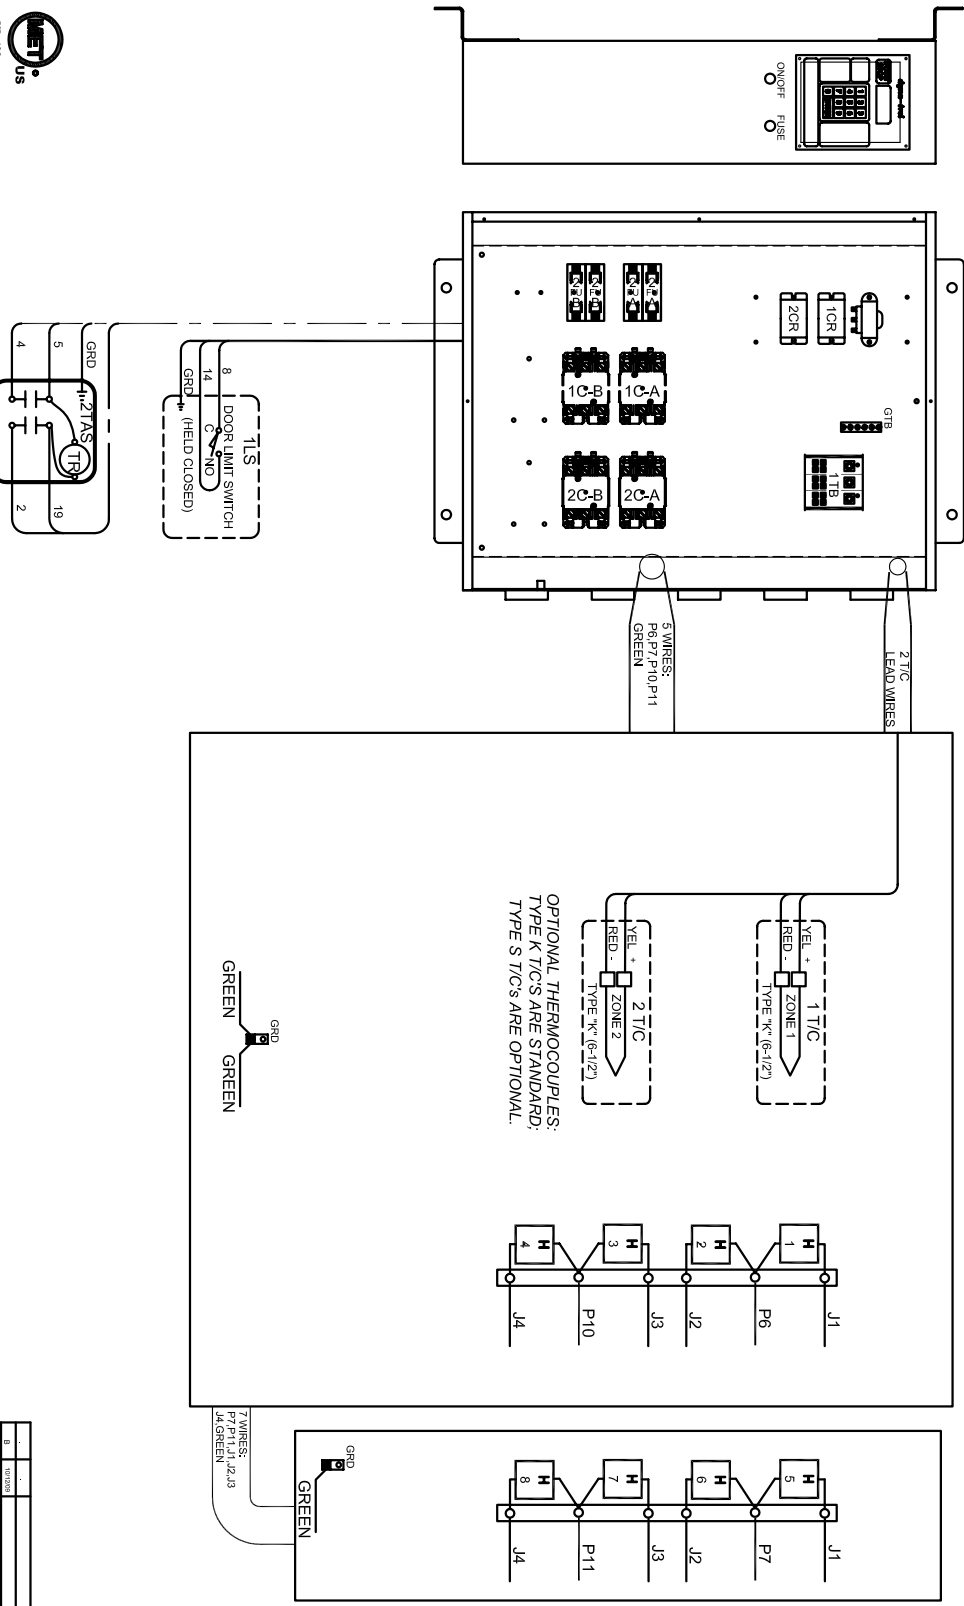 MET
US
ON/OFF
FUSE
1CR
2CR
GTB
1TB
1C-A
1C-B
2C-A
2C-B
2 T/C
LEAD WIRES
5 WIRES:
P6,P7,P10,P11
GREEN
1LS
DOOR LIMIT SWITCH
C
NO
(HELD CLOSED)
8
14
GRD
GRD
5
4
2TAS
TR
19
2
1 T/C
YEL +
RED -
ZONE 1
TYPE "K" (6-1/2")
2 T/C
YEL +
RED -
ZONE 2
TYPE "K" (6-1/2")
OPTIONAL THERMOCOUPLES:
TYPE K T/C'S ARE STANDARD;
TYPE S T/C's ARE OPTIONAL.
GRD
GREEN
GREEN
H
1
H
2
H
3
H
4
J1
P6
J2
J3
P10
J4
7 WIRES:
P7,P11,J1,J2,J3
J4,GREEN
GRD
GREEN
H
5
H
6
H
7
H
8
J1
P7
J2
J3
P11
J4
B
10/12/09